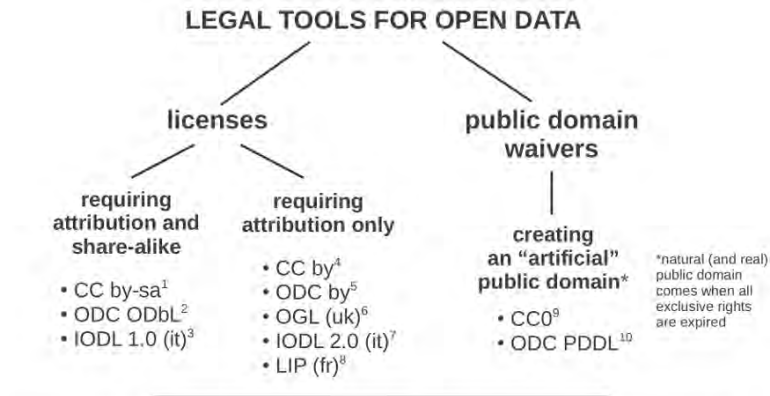 LEGAL TOOLS FOR OPEN DATA
licenses
public domain
waivers
requiring
attribution and
share-alike
• CC by-sa¹
• ODC ODbL²
• IODL 1.0 (it)³
requiring
attribution only
• CC by⁴
• ODC by⁵
• OGL (uk)⁶
• IODL 2.0 (it)⁷
• LIP (fr)⁸
creating
an “artificial”
public domain*
• CC0⁹
• ODC PDDL¹⁰
*natural (and real)
public domain
comes when all
exclusive rights
are expired